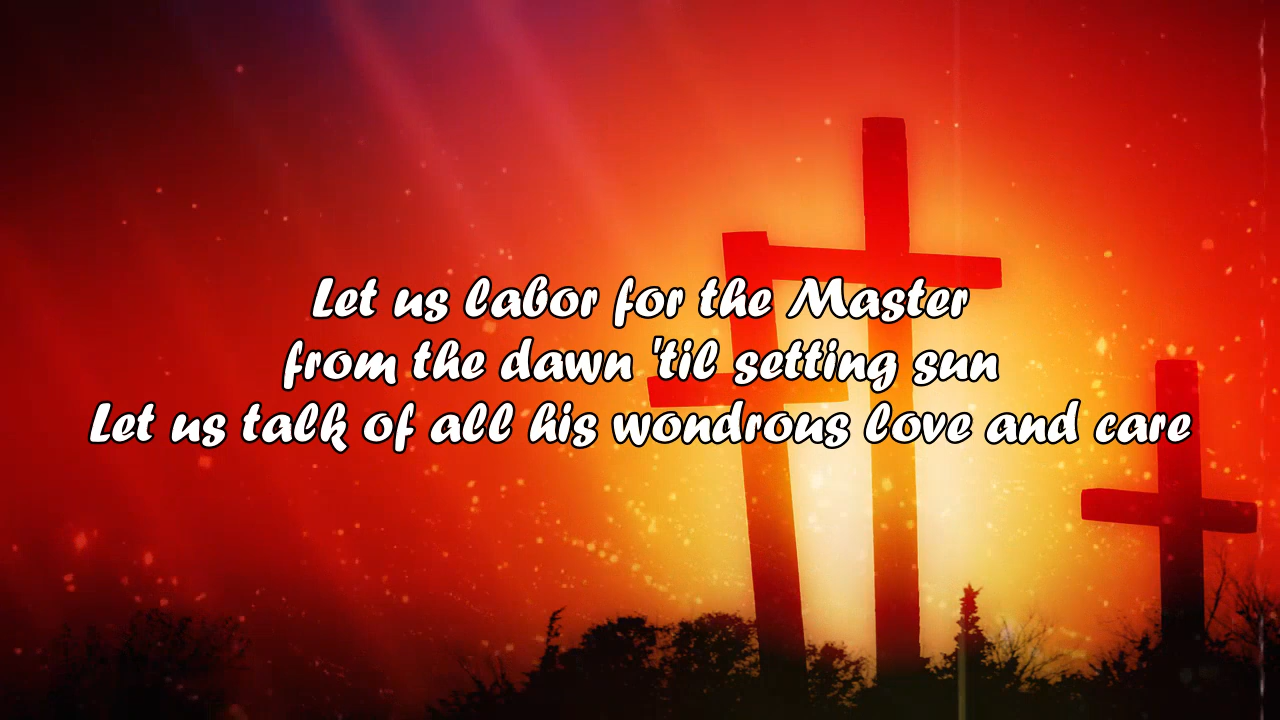 Let us labor for the Master
from the dawn 'til setting sun
Let us talk of all his wondrous love and care